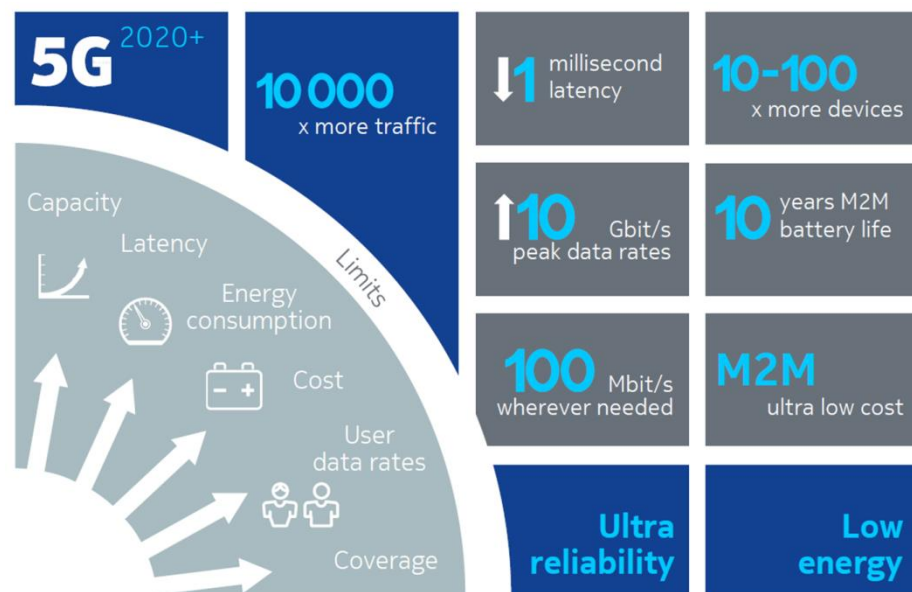 5G 2020+
10 000
x more traffic
1 millisecond
latency
10-100
x more devices
Capacity
Latency
Energy
consumption
Cost
User
data rates
Coverage
Limits
10 Gbit/s
peak data rates
10 years M2M
battery life
100 Mbit/s
wherever needed
M2M
ultra low cost
Ultra
reliability
Low
energy